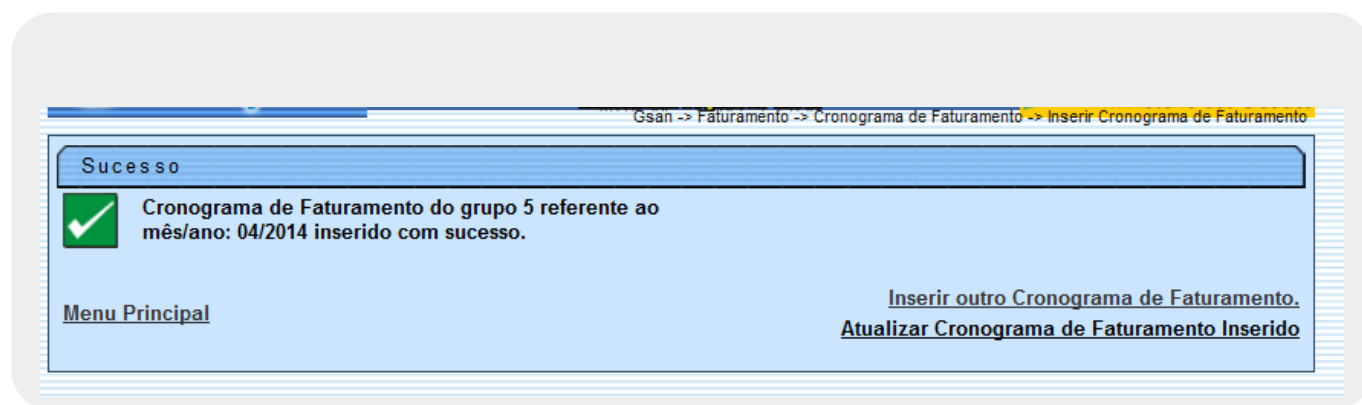 Gsan -> Faturamento -> Cronograma de Faturamento -> Inserir Cronograma de Faturamento
Sucesso
Cronograma de Faturamento do grupo 5 referente ao
mês/ano: 04/2014 inserido com sucesso.
Inserir outro Cronograma de Faturamento.
Menu Principal
Atualizar Cronograma de Faturamento Inserido